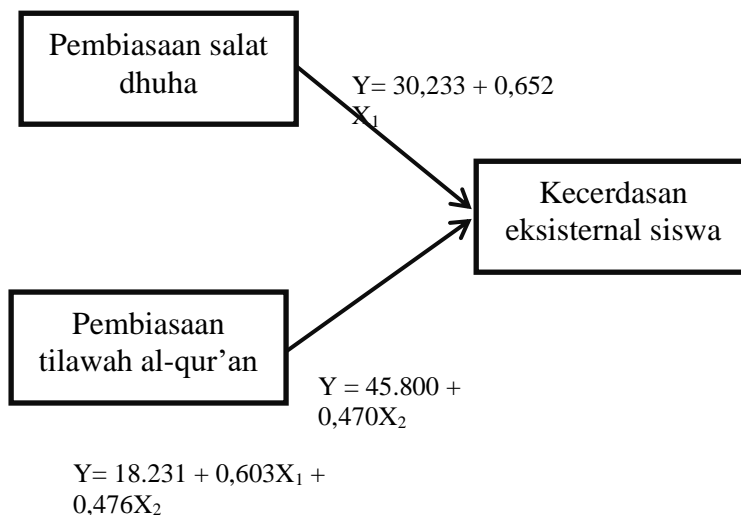 Pembiasaan salat
dhuha
Y= 30,233 + 0,652
X₁
Kecerdasan
eksisternal siswa
Pembiasaan
tilawah al-qur’an
Y = 45.800 +
0,470X₂
Y= 18.231 + 0,603X₁ +
0,476X₂